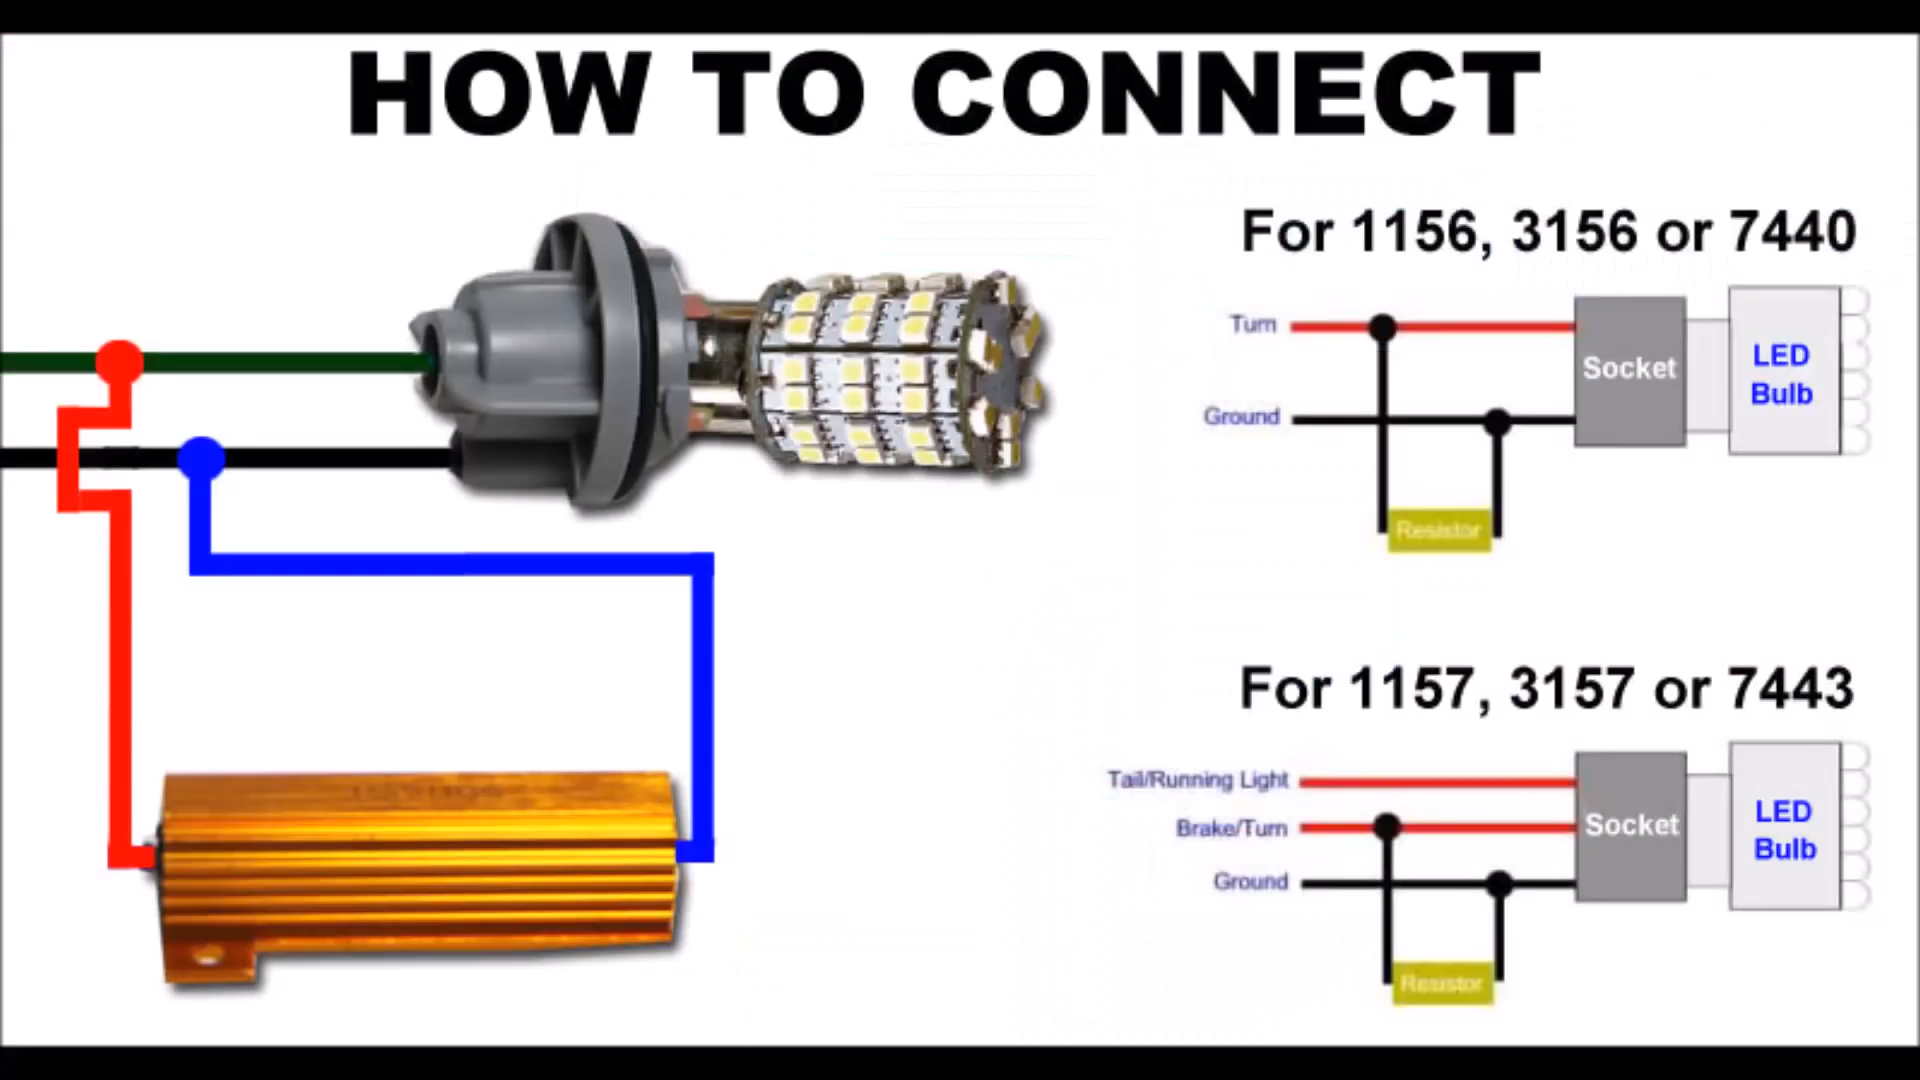 HOW TO CONNECT
For 1156, 3156 or 7440
Turn
Ground
Socket
LED
Bulb
Resistor
For 1157, 3157 or 7443
Tail/Running Light
Brake/Turn
Ground
Socket
LED
Bulb
Resistor